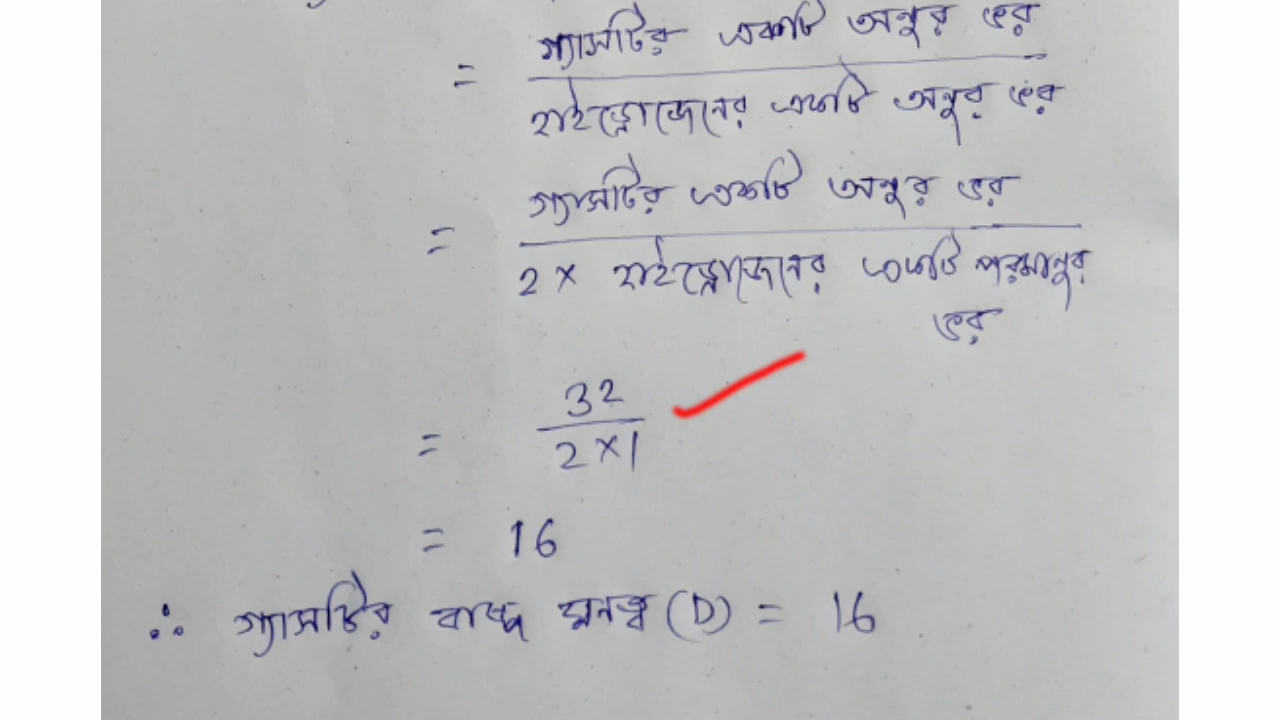 গ্যাসটির একটি অনুর ভর
=
হাইড্রোজেনের একটি অনুর ভর
গ্যাসটির একটি অনুর ভর
=
2 × হাইড্রোজেনের একটি পরমানুর
ভর
32
=
2 × 1
= 16
∴ গ্যাসটির বাষ্প ঘনত্ব (D) = 16